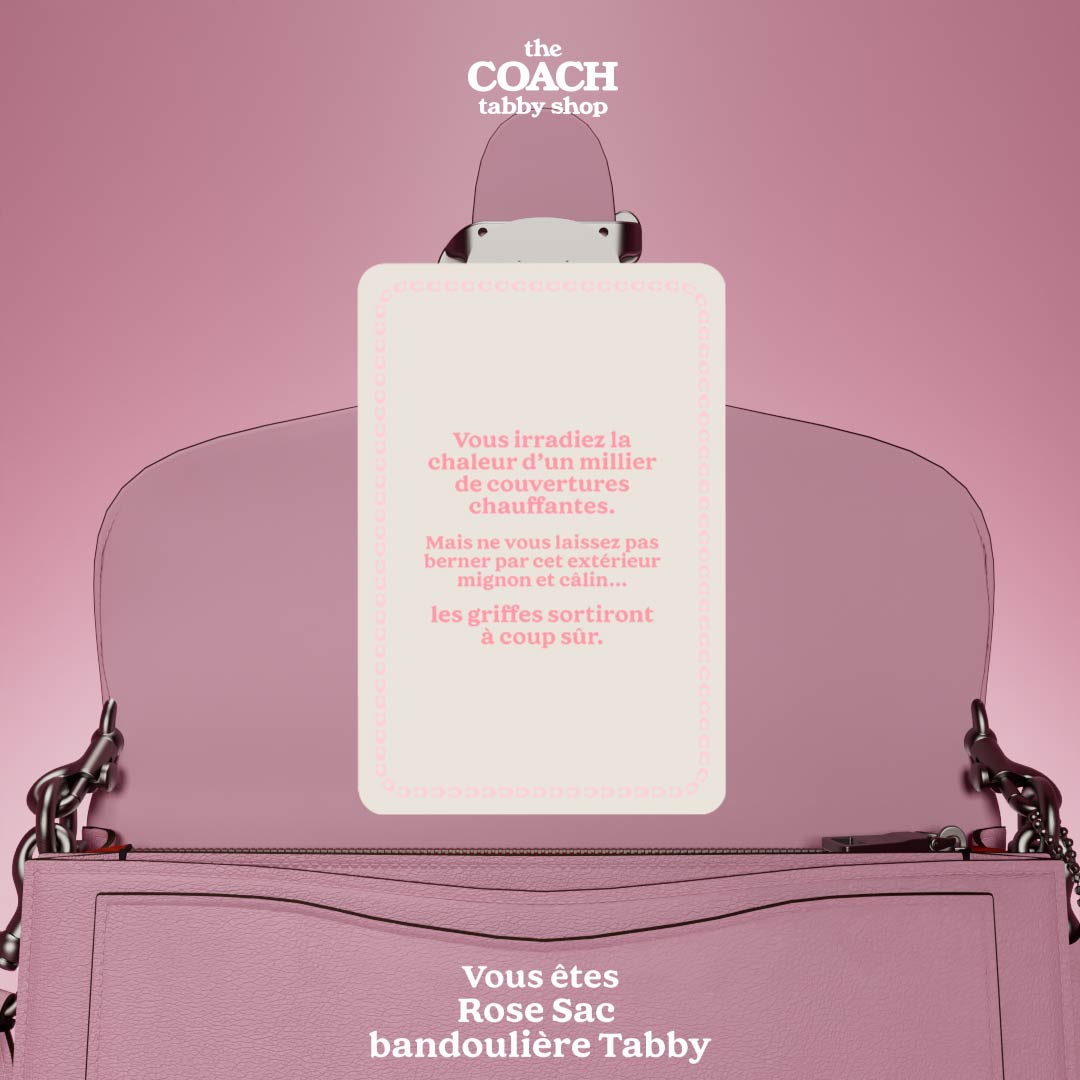 the
COACH
tabby shop
Vous irradiez la
chaleur d’un millier
de couvertures
chauffantes.
Mais ne vous laissez pas
berner par cet extérieur
mignon et câlin...
les griffes sortiront
à coup sûr.
Vous êtes
Rose Sac
bandoulière Tabby